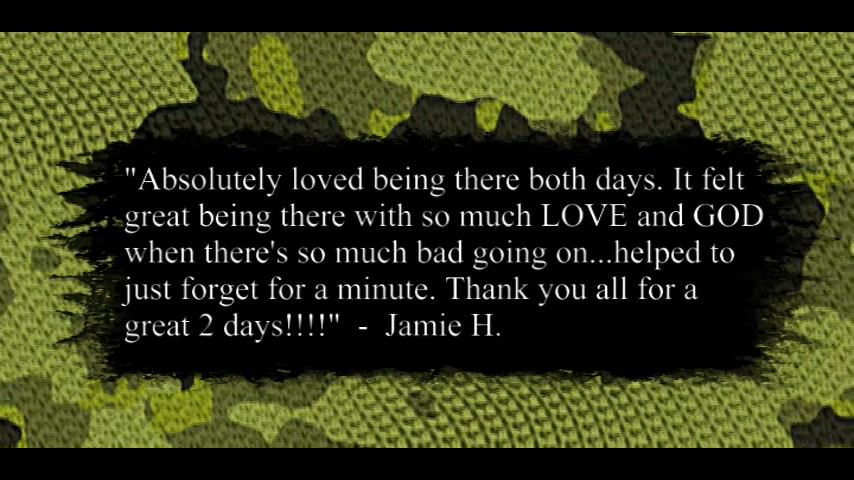 "Absolutely loved being there both days. It felt
great being there with so much LOVE and GOD
when there's so much bad going on...helped to
just forget for a minute. Thank you all for a
great 2 days!!!!" - Jamie H.